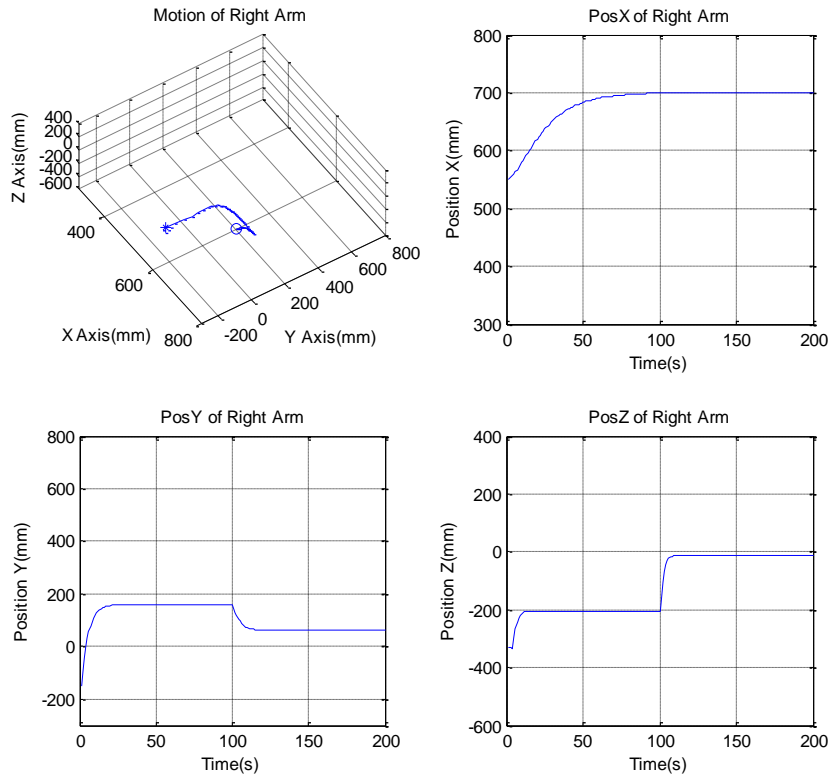 Motion of Right Arm
Z Axis(mm)
400
200
0
-200
-400
-600
400
600
800
X Axis(mm)
-200
0
200
400
600
800
Y Axis(mm)
PosX of Right Arm
Position X(mm)
800
700
600
500
400
300
0 50 100 150 200
Time(s)
PosY of Right Arm
Position Y(mm)
800
600
400
200
0
-200
0 50 100 150 200
Time(s)
PosZ of Right Arm
Position Z(mm)
400
200
0
-200
-400
-600
0 50 100 150 200
Time(s)